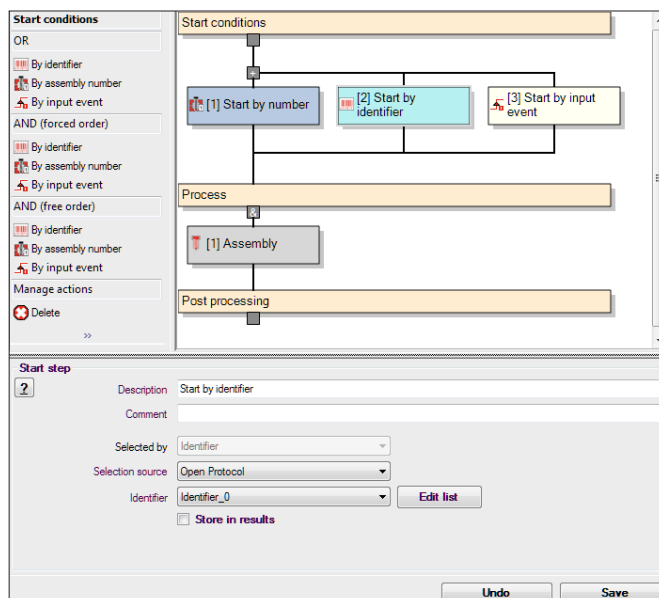 Start conditions
OR
By identifier
By assembly number
By input event
AND (forced order)
By identifier
By assembly number
By input event
AND (free order)
By identifier
By assembly number
By input event
Manage actions
Delete
»
Start conditions
+
[1] Start by number
[2] Start by
identifier
[3] Start by input
event
Process
&
[1] Assembly
Post processing
Start step
?
Description Start by identifier
Comment
Selected by Identifier
Selection source Open Protocol
Identifier Identifier_0 Edit list
Store in results
Undo Save